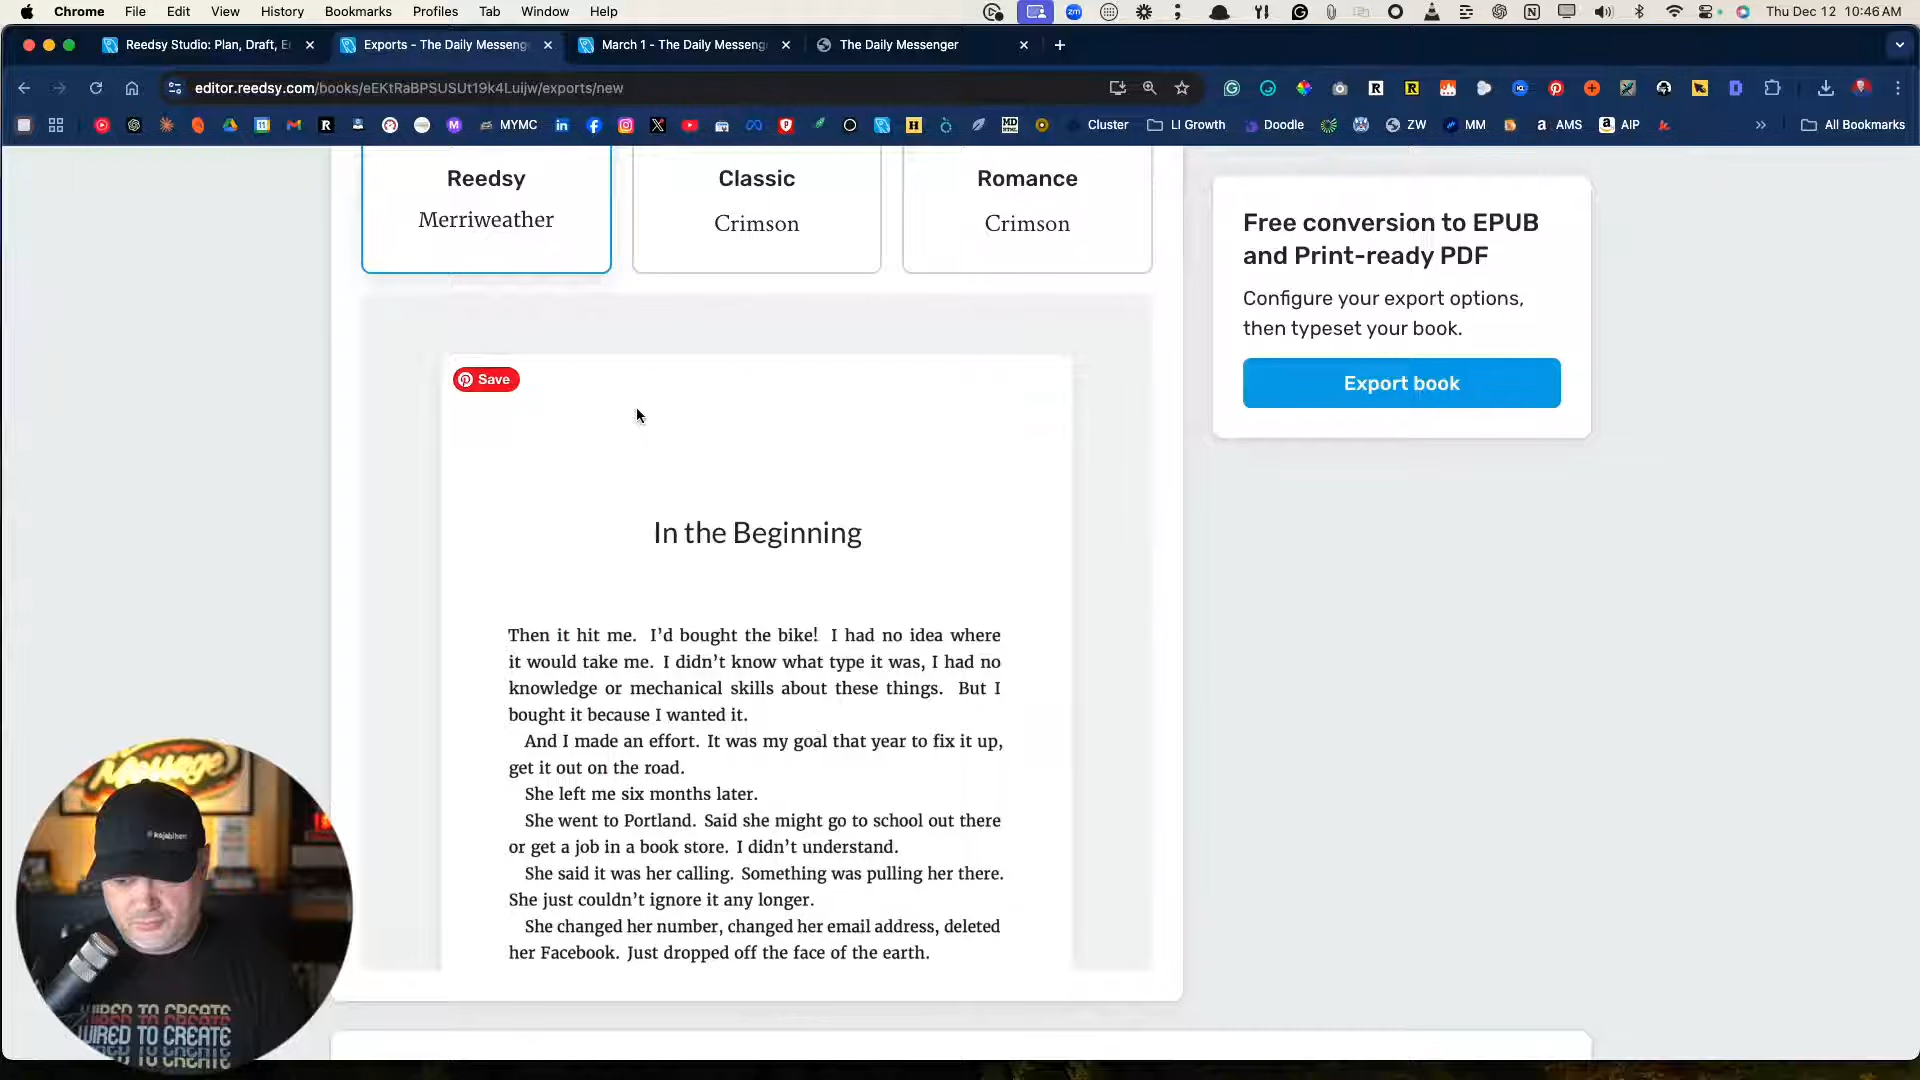 Chrome File Edit View History Bookmarks Profiles Tab Window Help Thu Dec 12 10:46 AM
Reedsy Studio: Plan, Draft, E
Exports - The Daily Messeng
March 1 - The Daily Messeng
The Daily Messenger
editor.reedsy.com/books/eEKtRaBPSUSUt19k4Luijw/exports/new
MYMC Cluster LI Growth Doodle ZW MM AMS AIP All Bookmarks
Reedsy
Merriweather
Classic
Crimson
Romance
Crimson
Free conversion to EPUB
and Print-ready PDF
Configure your export options,
then typeset your book.
Export book
Save
In the Beginning
Then it hit me. I’d bought the bike! I had no idea where
it would take me. I didn’t know what type it was, I had no
knowledge or mechanical skills about these things. But I
bought it because I wanted it.
And I made an effort. It was my goal that year to fix it up,
get it out on the road.
She left me six months later.
She went to Portland. Said she might go to school out there
or get a job in a book store. I didn’t understand.
She said it was her calling. Something was pulling her there.
She just couldn’t ignore it any longer.
She changed her number, changed her email address, deleted
her Facebook. Just dropped off the face of the earth.
Message
WIRED TO CREATE
WIRED TO CREATE
WIRED TO CREATE